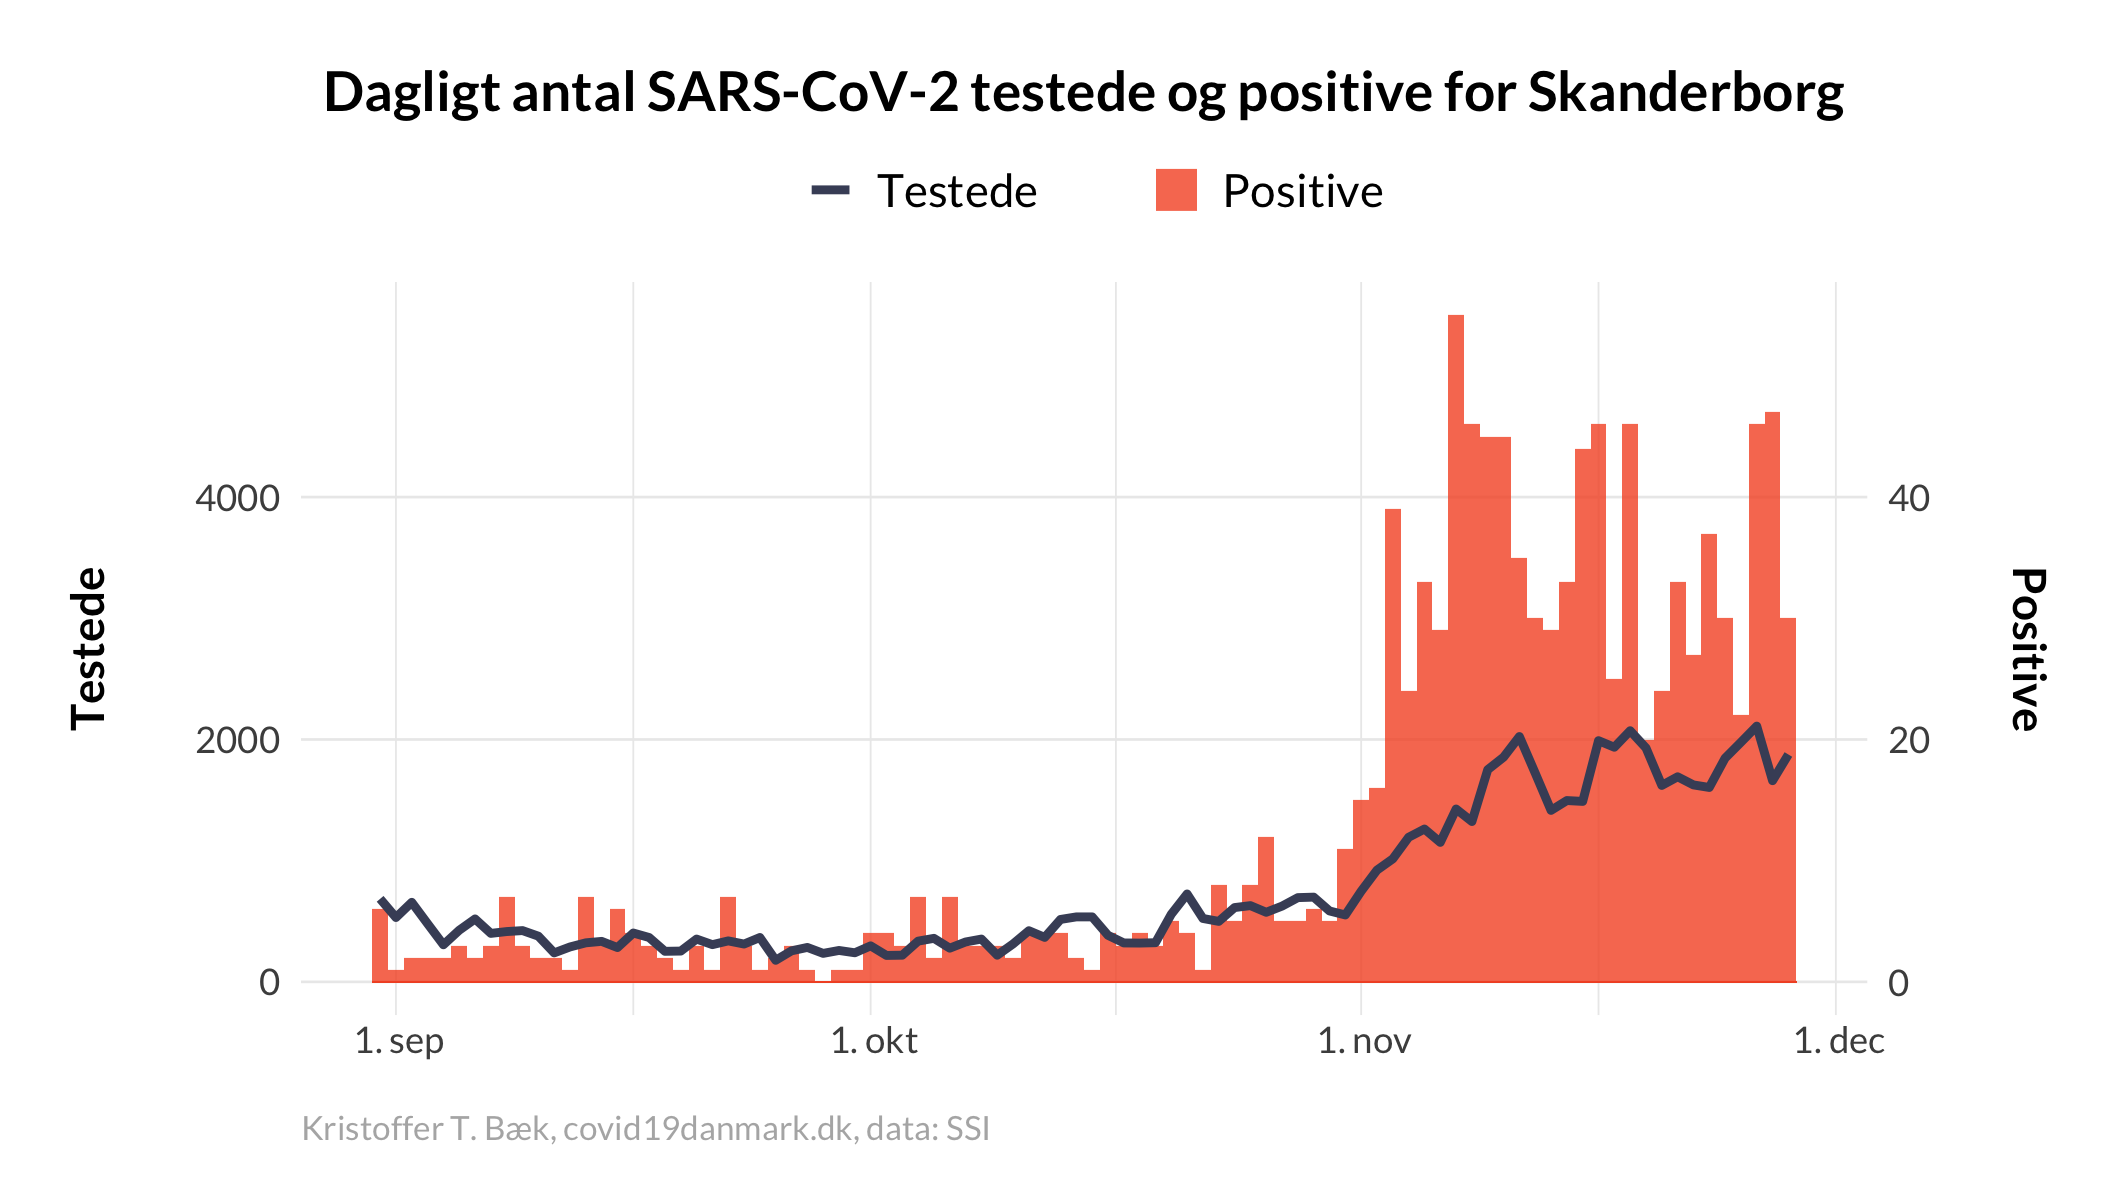 Dagligt antal SARS-CoV-2 testede og positive for Skanderborg
Testede
Positive
4000
2000
0
Testede
40
20
0
Positive
1. sep
1. okt
1. nov
1. dec
Kristoffer T. Bæk, covid19danmark.dk, data: SSI